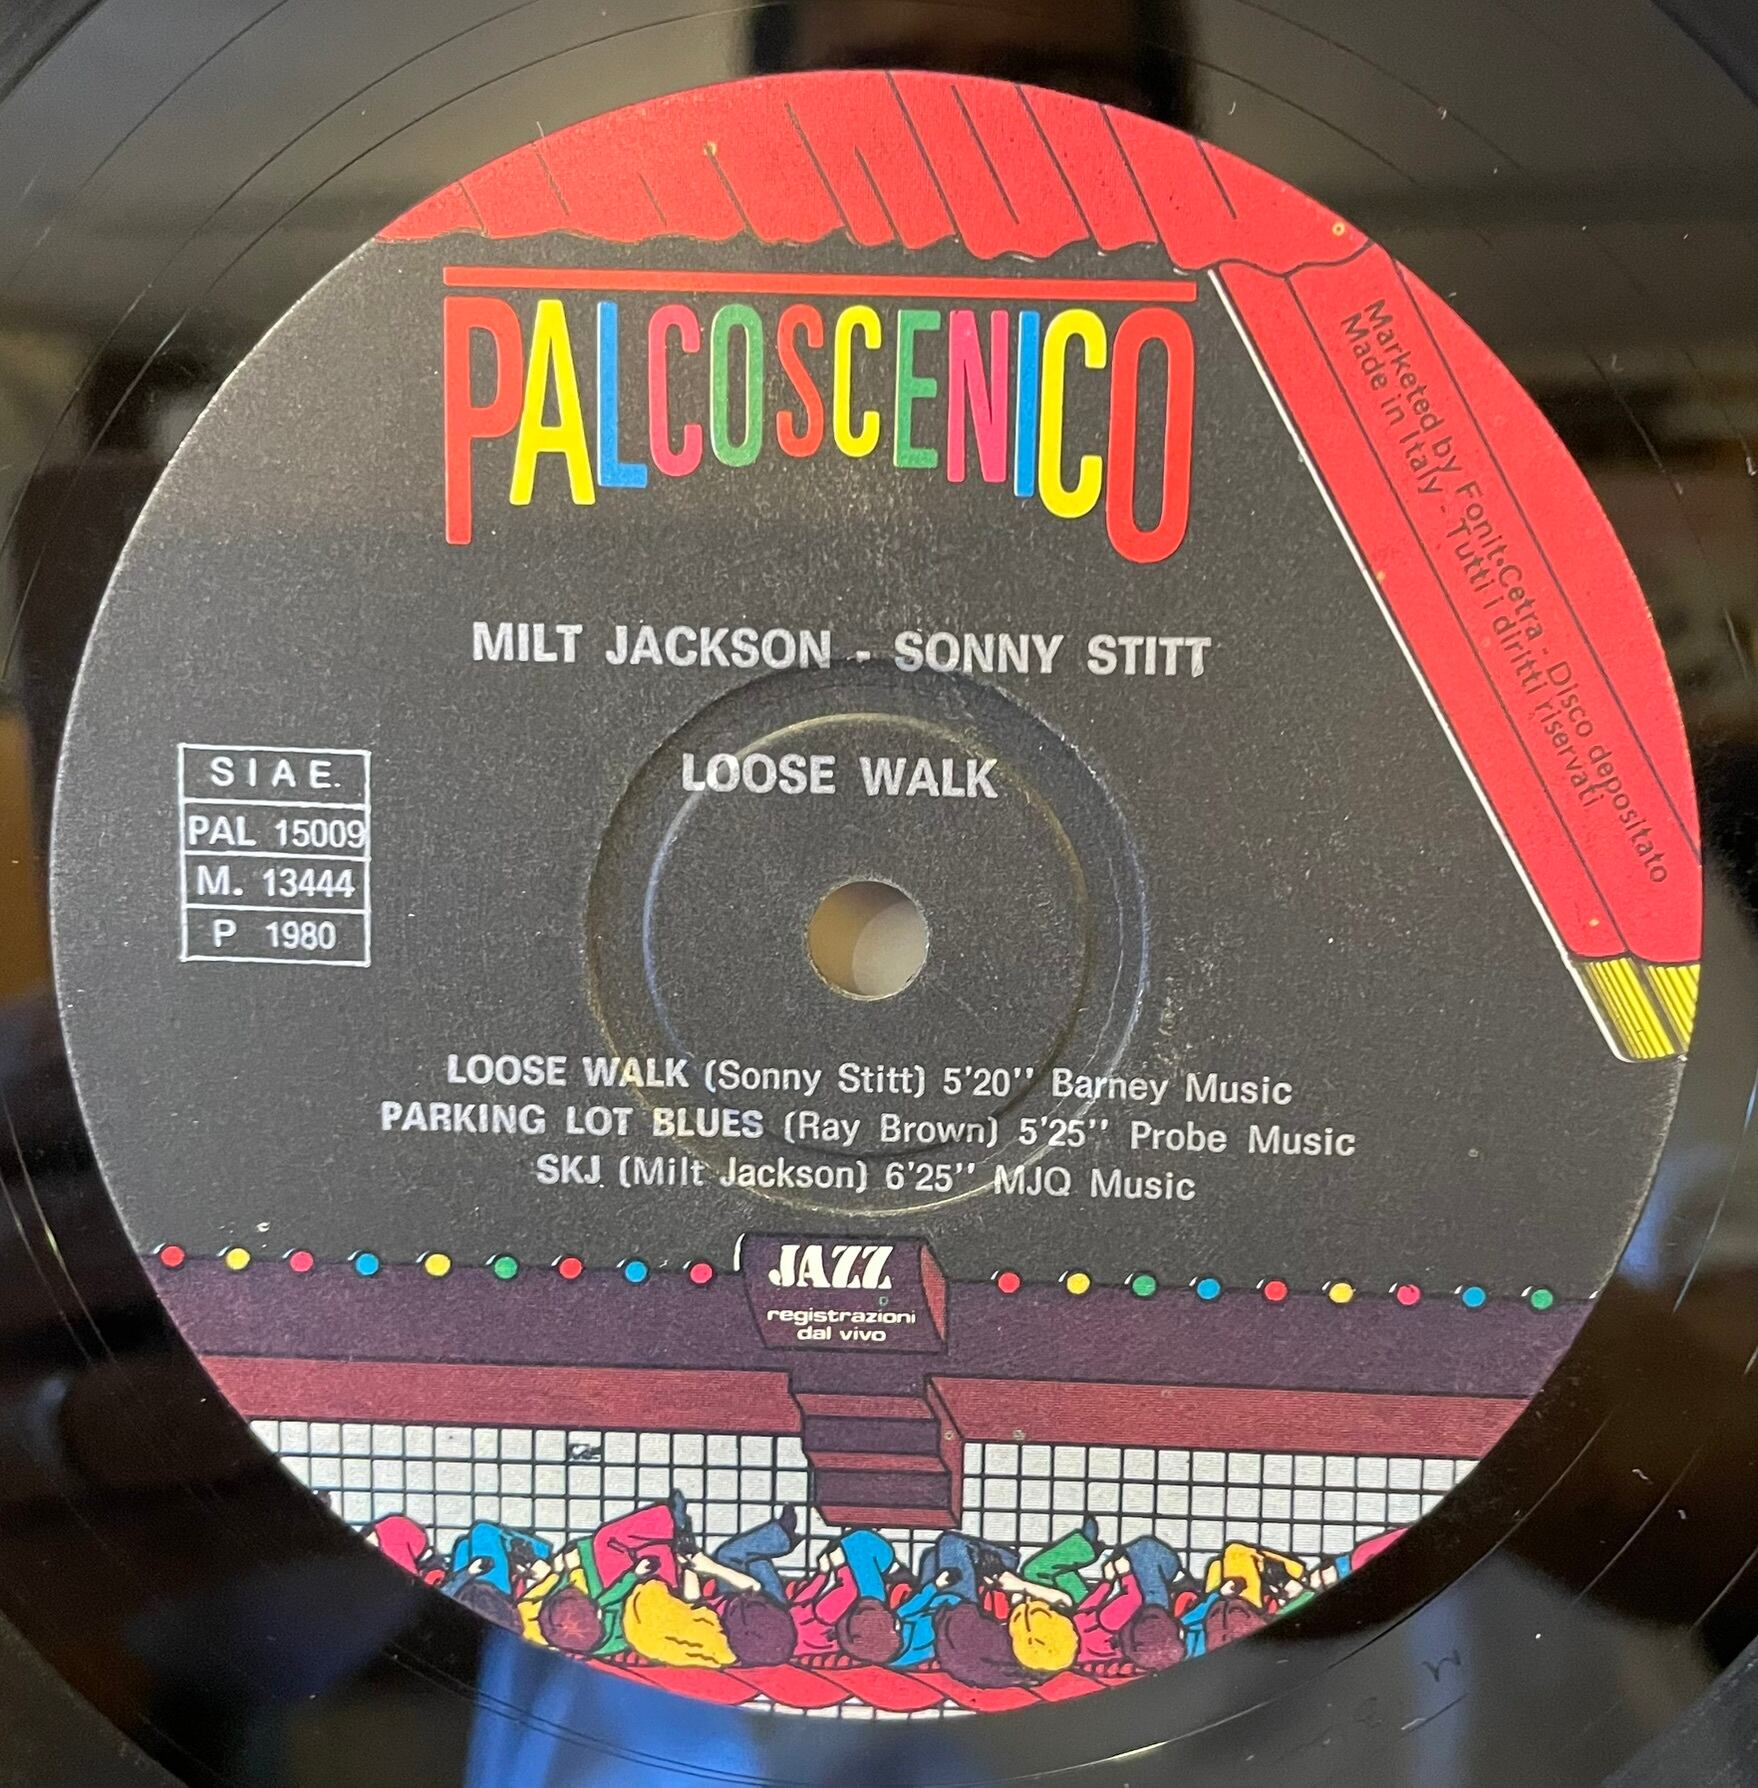 PALCOSCENICO
Marketed by Fonit-Cetra - Disco depositato
Made in Italy - Tutti i diritti riservati
MILT JACKSON - SONNY STITT
LOOSE WALK
S I A E.
PAL 15009
M. 13444
P 1980
LOOSE WALK (Sonny Stitt) 5'20'' Barney Music
PARKING LOT BLUES (Ray Brown) 5'25'' Probe Music
SKJ (Milt Jackson) 6'25'' MJQ Music
JAZZ
registrazioni
dal vivo